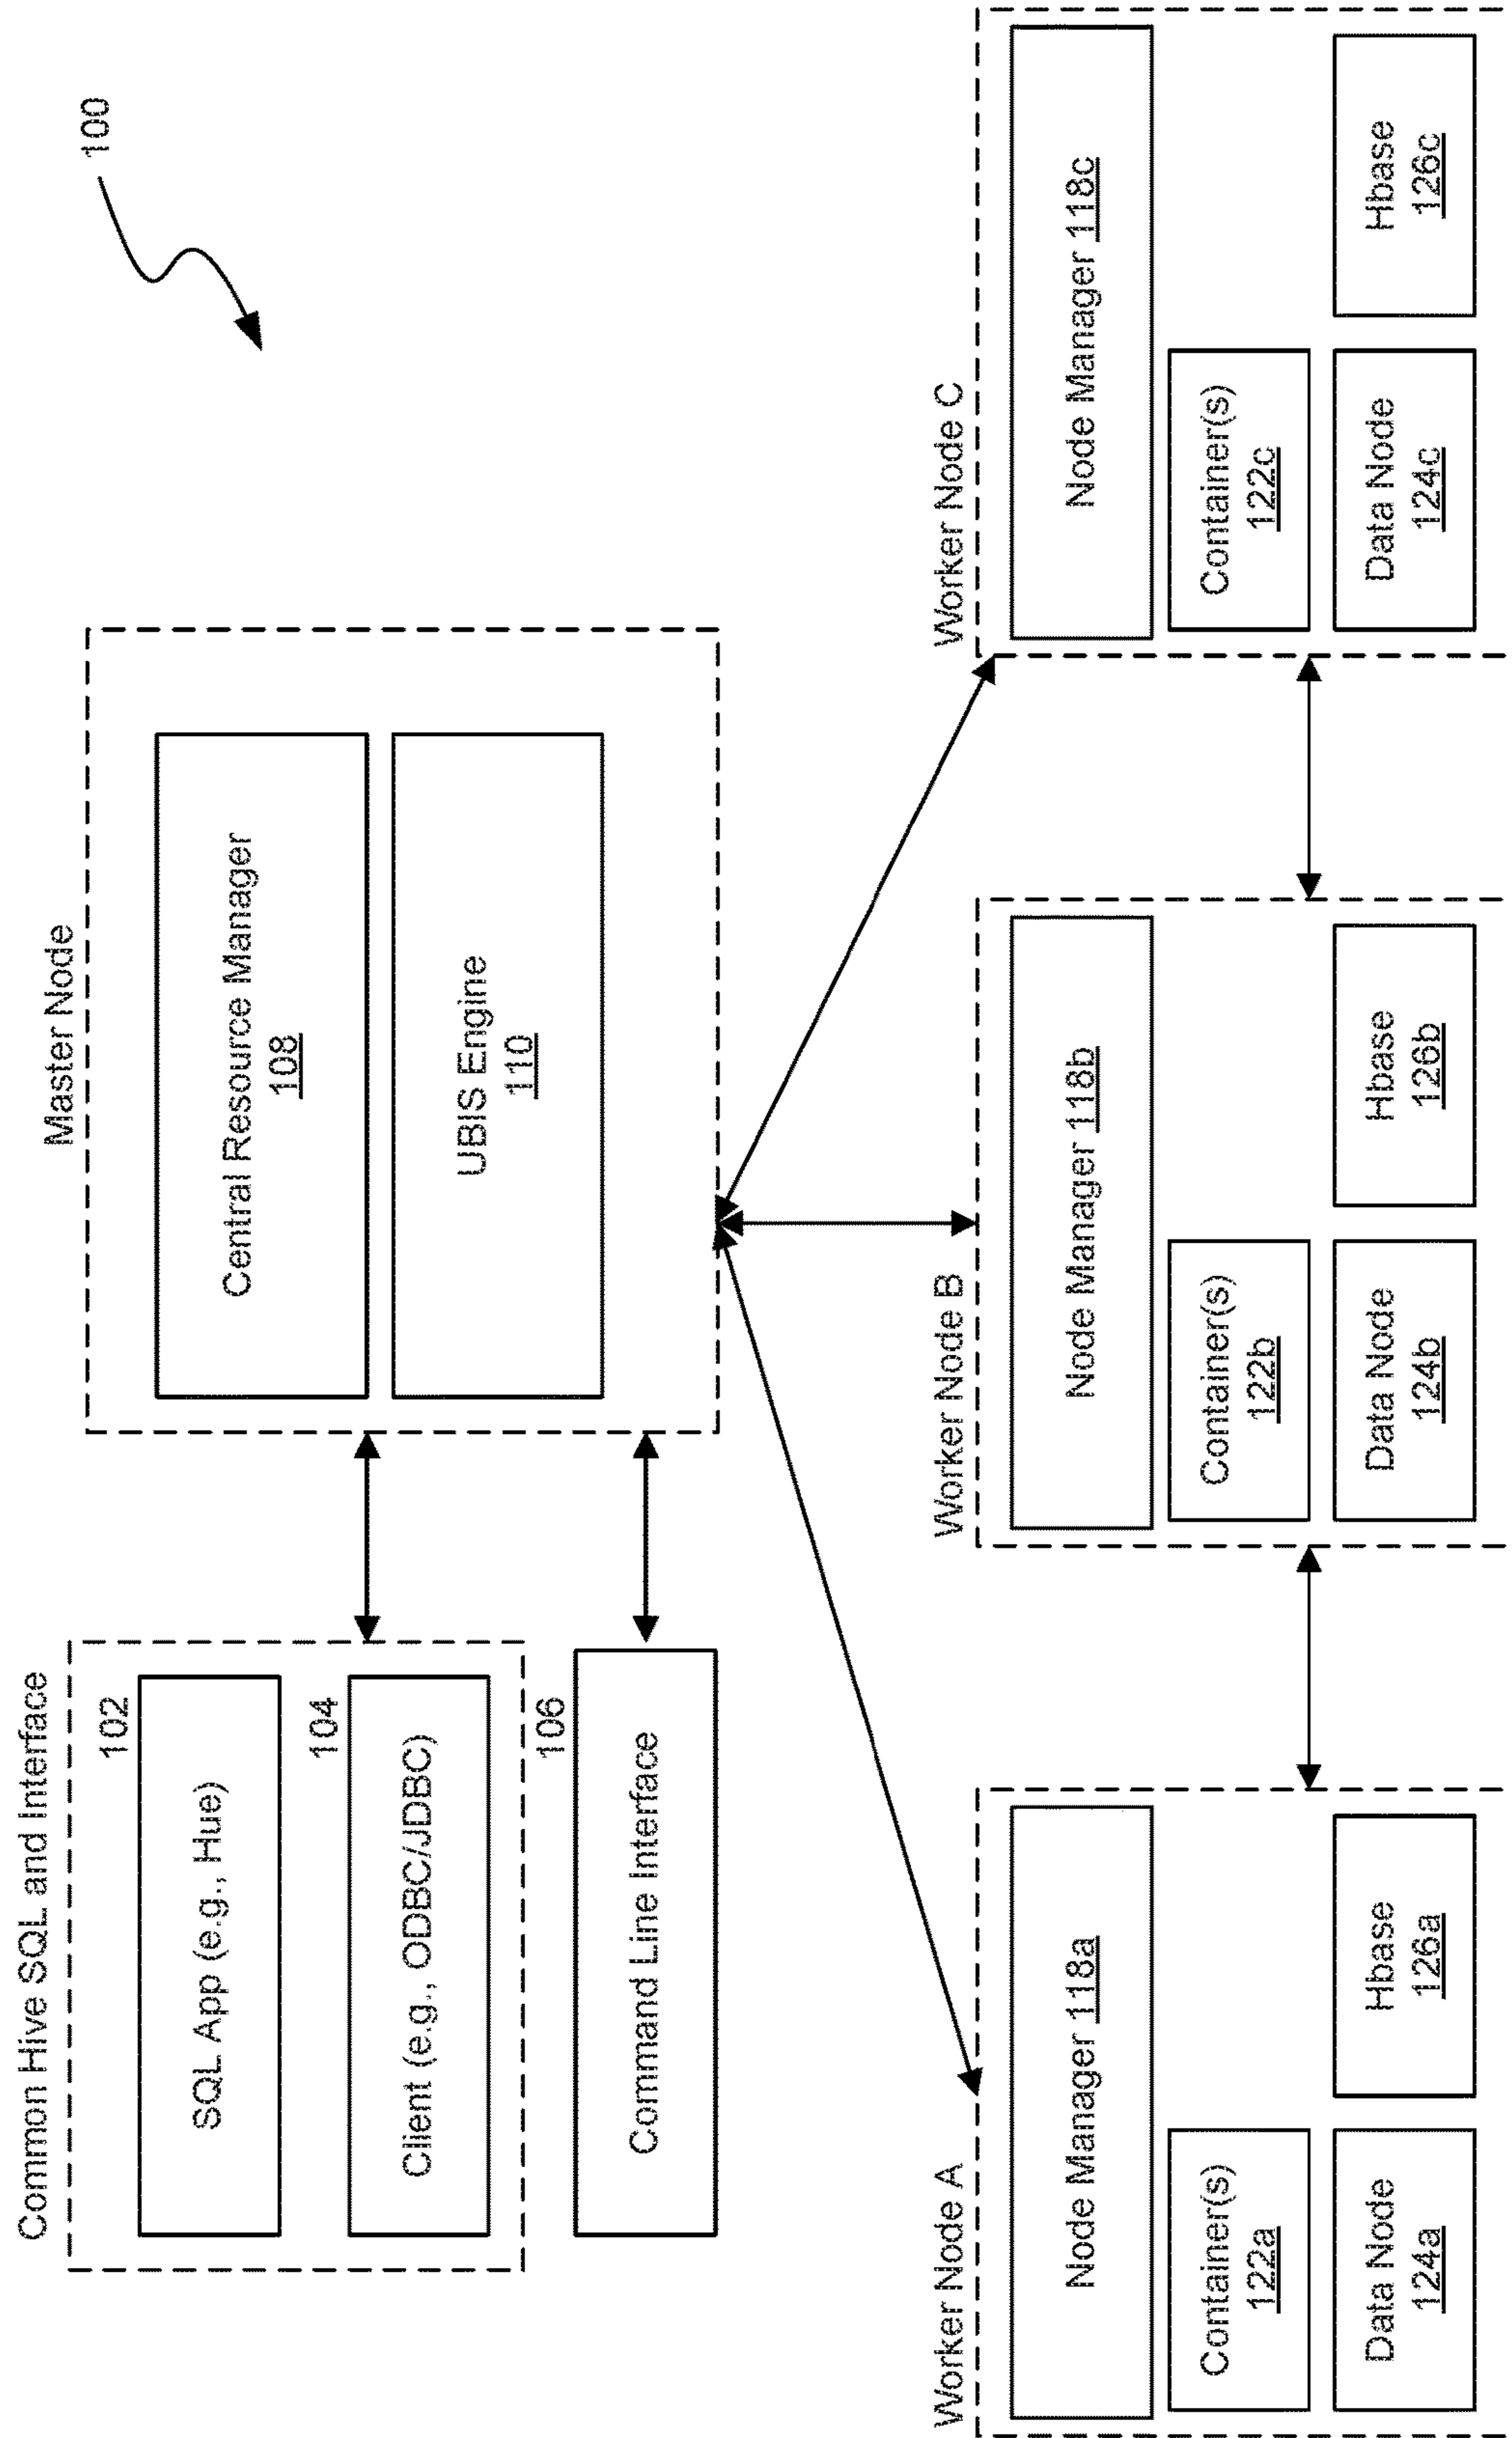 100
Common Hive SQL and Interface
102
SQL App (e.g., Hue)
104
Client (e.g., ODBC/JDBC)
106
Command Line Interface
Master Node
Central Resource Manager
108
UBIS Engine
110
Worker Node A
Node Manager 118a
Container(s)
122a
Data Node
124a
Hbase
126a
Worker Node B
Node Manager 118b
Container(s)
122b
Data Node
124b
Hbase
126b
Worker Node C
Node Manager 118c
Container(s)
122c
Data Node
124c
Hbase
126c